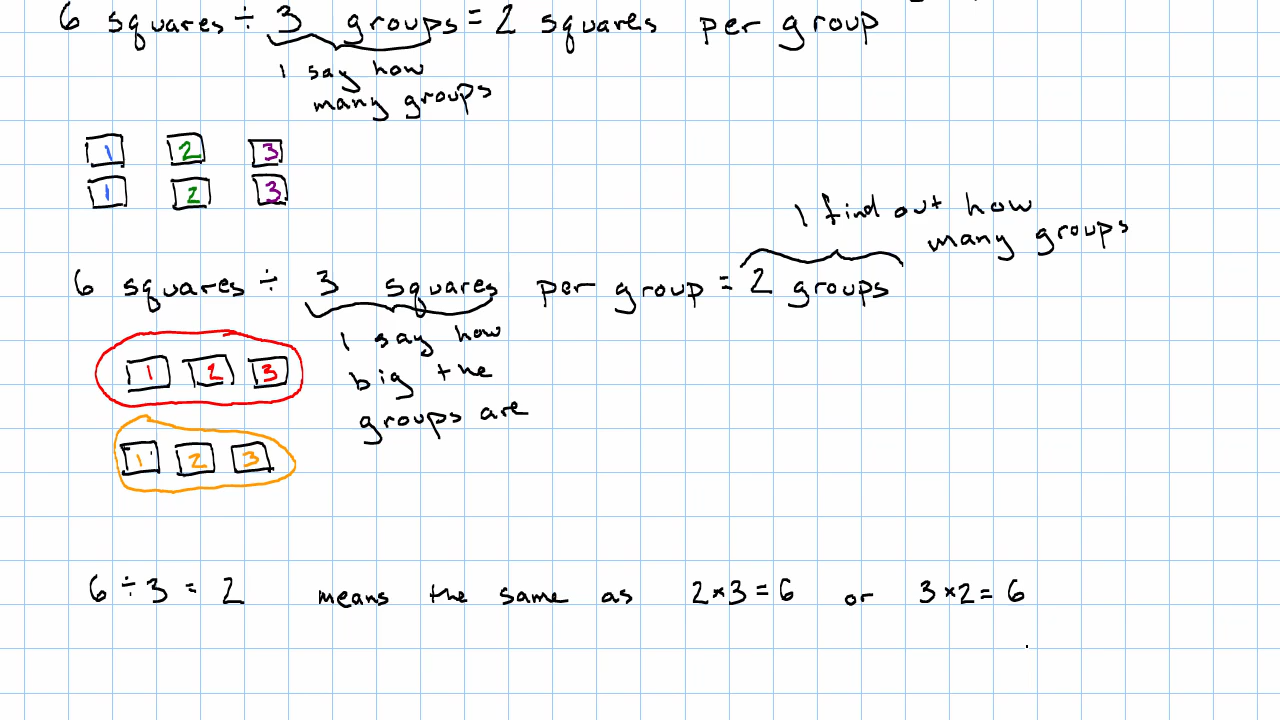 6 squares ÷ 3 groups = 2 squares per group
I say how
many groups
1 2 3
1 2 3
I find out how
many groups
6 squares ÷ 3 squares per group = 2 groups
I say how
big the
groups are
1 2 3
1 2 3
6 ÷ 3 = 2 means the same as 2×3=6 or 3×2=6